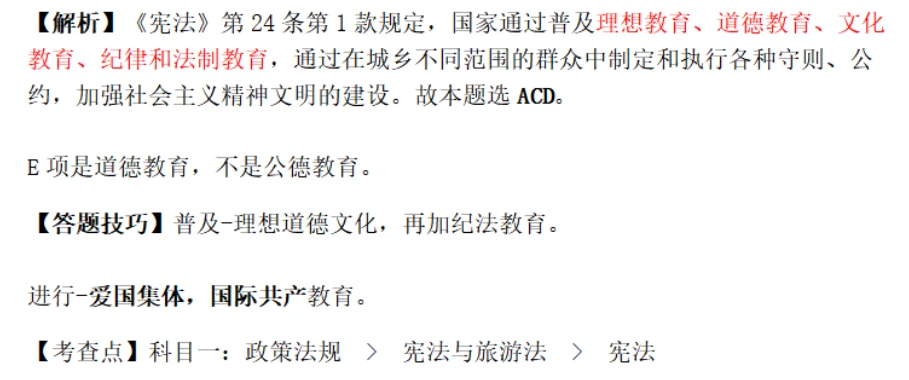 【解析】《宪法》第 24 条第 1 款规定，国家通过普及理想教育、道德教育、文化
教育、纪律和法制教育，通过在城乡不同范围的群众中制定和执行各种守则、公
约，加强社会主义精神文明的建设。故本题选 ACD。
E 项是道德教育，不是公德教育。
【答题技巧】普及-理想道德文化，再加纪法教育。
进行-爱国集体，国际共产教育。
【考查点】科目一：政策法规 > 宪法与旅游法 > 宪法